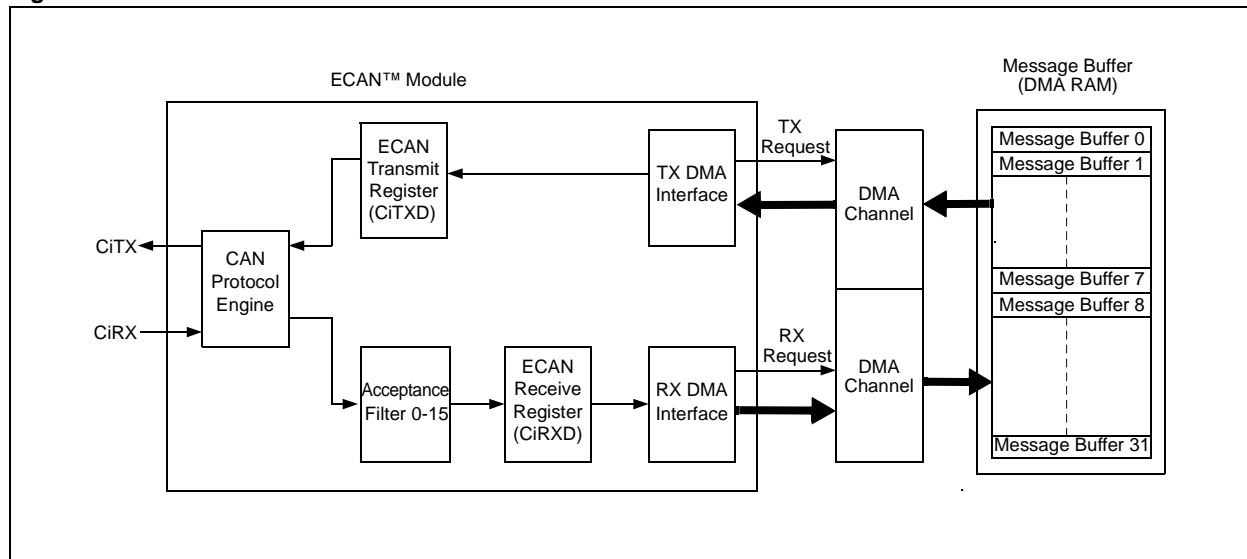 ECAN™ Module
Message Buffer
(DMA RAM)
ECAN
Transmit
Register
(CiTXD)
TX DMA
Interface
TX
Request
DMA
Channel
Message Buffer 0
Message Buffer 1
Message Buffer 7
Message Buffer 8
Message Buffer 31
CiTX
CiRX
CAN
Protocol
Engine
Acceptance
Filter 0-15
ECAN
Receive
Register
(CiRXD)
RX DMA
Interface
RX
Request
DMA
Channel